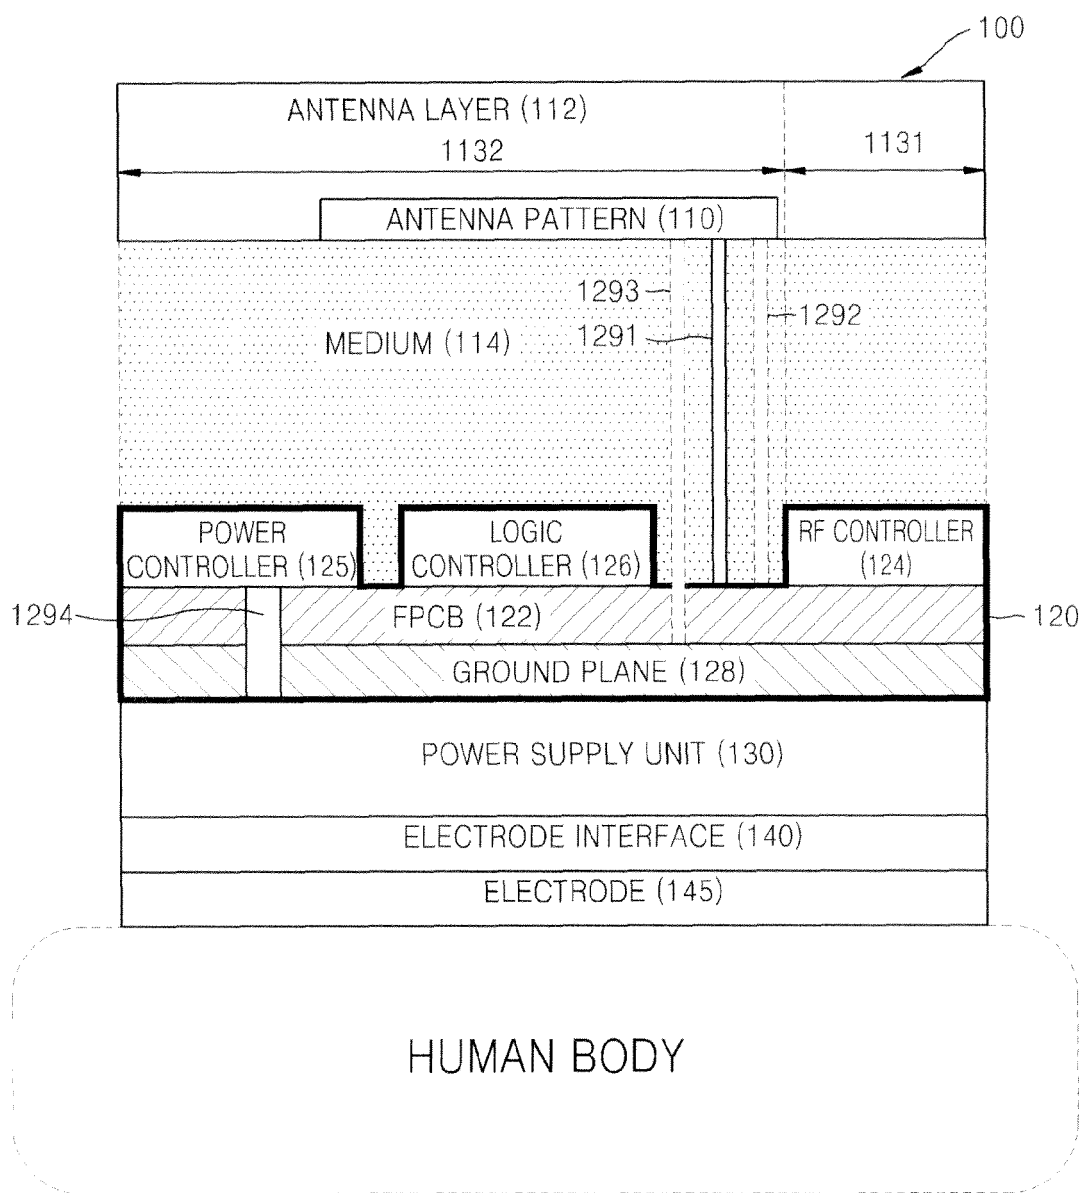 100
ANTENNA LAYER (112)
1132
1131
ANTENNA PATTERN (110)
1293
1292
1291
MEDIUM (114)
POWER
CONTROLLER (125)
LOGIC
CONTROLLER (126)
RF CONTROLLER
(124)
1294
FPCB (122)
120
GROUND PLANE (128)
POWER SUPPLY UNIT (130)
ELECTRODE INTERFACE (140)
ELECTRODE (145)
HUMAN BODY